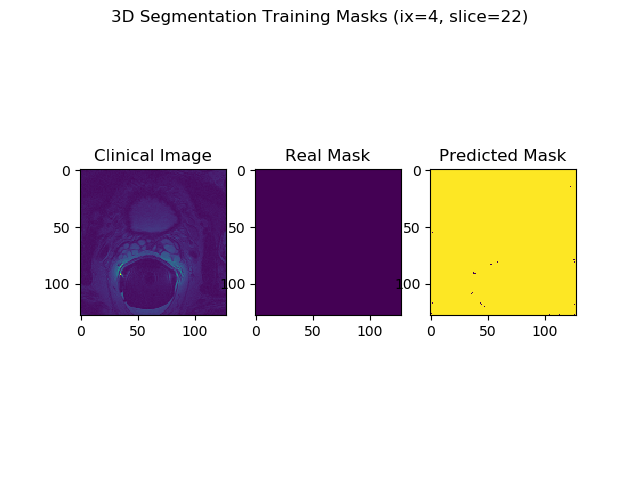 3D Segmentation Training Masks (ix=4, slice=22)
Clinical Image Real Mask Predicted Mask
0 0 0
50 50 50
100 100 100
0 50 100 0 50 100 0 50 100